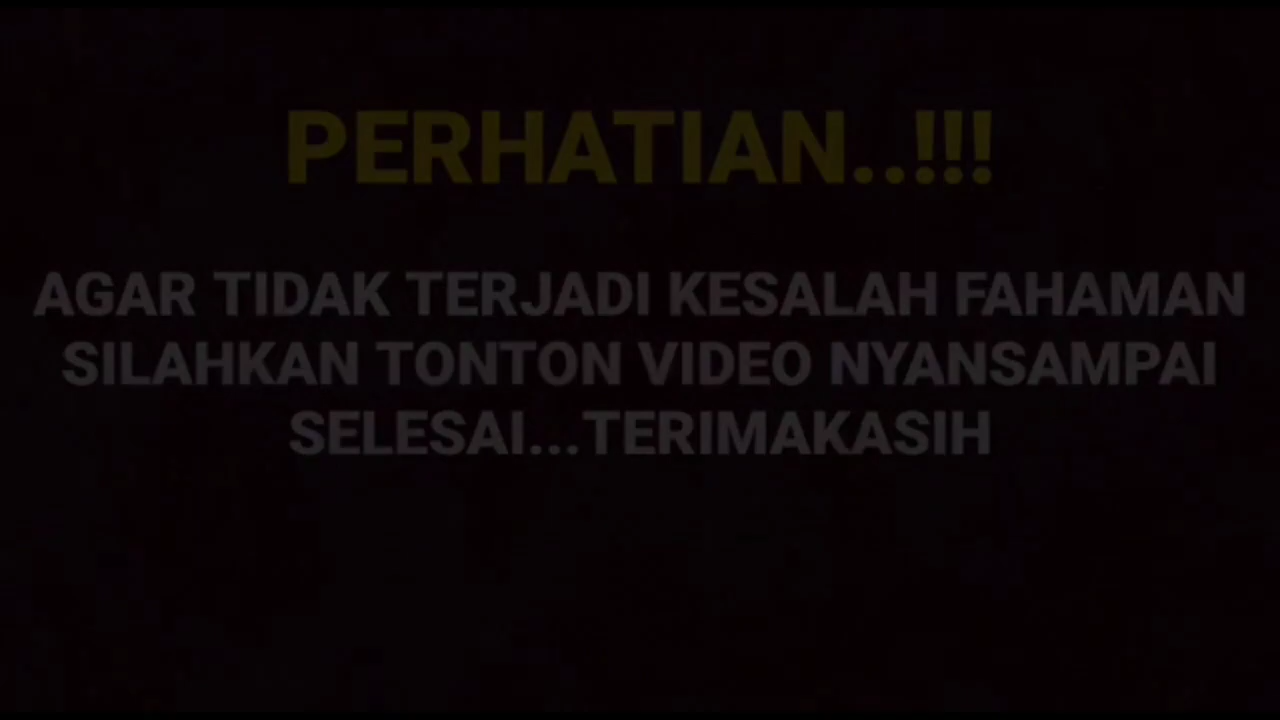 PERHATIAN..!!!
AGAR TIDAK TERJADI KESALAH FAHAMAN
SILAHKAN TONTON VIDEO NYANSAMPAI
SELESAI...TERIMAKASIH